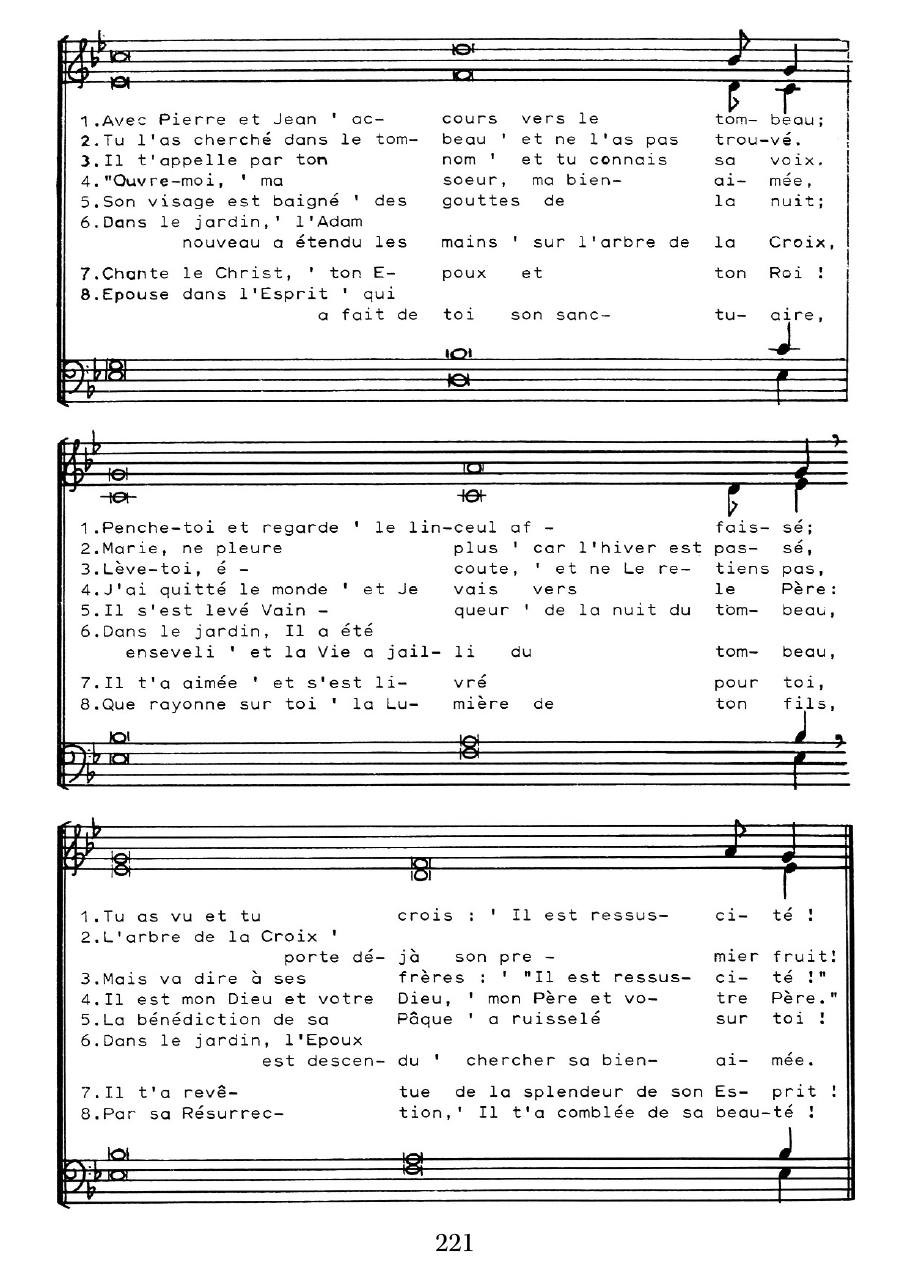 1.Avec Pierre et Jean ' ac- cours vers le tom- beau;
2.Tu l'as cherché dans le tom- beau ' et ne l'as pas trou-vé.
3.Il t'appelle par ton nom ' et tu connais sa voix.
4."Ouvre-moi, ' ma soeur, ma bien- ai- mée,
5.Son visage est baigné ' des gouttes de la nuit;
6.Dans le jardin,' l'Adam
nouveau a étendu les mains ' sur l'arbre de la Croix,
7.Chante le Christ, ' ton E- poux et ton Roi !
8.Epouse dans l'Esprit ' qui
a fait de toi son sanc- tu- aire,
1.Penche-toi et regarde ' le lin-ceul af - fais- sé;
2.Marie, ne pleure plus ' car l'hiver est pas- sé,
3.Lève-toi, é - coute, ' et ne Le re- tiens pas,
4.J'ai quitté le monde ' et Je vais vers le Père:
5.Il s'est levé Vain - queur ' de la nuit du tom- beau,
6.Dans le jardin, Il a été
enseveli ' et la Vie a jail- li du tom- beau,
7.Il t'a aimée ' et s'est li- vré pour toi,
8.Que rayonne sur toi ' la Lu- mière de ton fils,
1.Tu as vu et tu crois : ' Il est ressus- ci- té !
2.L'arbre de la Croix '
porte dé- jà son pre - mier fruit!
3.Mais va dire à ses frères : ' "Il est ressus- ci- té !"
4.Il est mon Dieu et votre Dieu, ' mon Père et vo- tre Père."
5.La bénédiction de sa Pâque ' a ruisselé sur toi !
6.Dans le jardin, l'Epoux
est descen- du ' chercher sa bien- ai- mée.
7.Il t'a revê- tue de la splendeur de son Es- prit !
8.Par sa Résurrec- tion,' Il t'a comblée de sa beau-té !
221